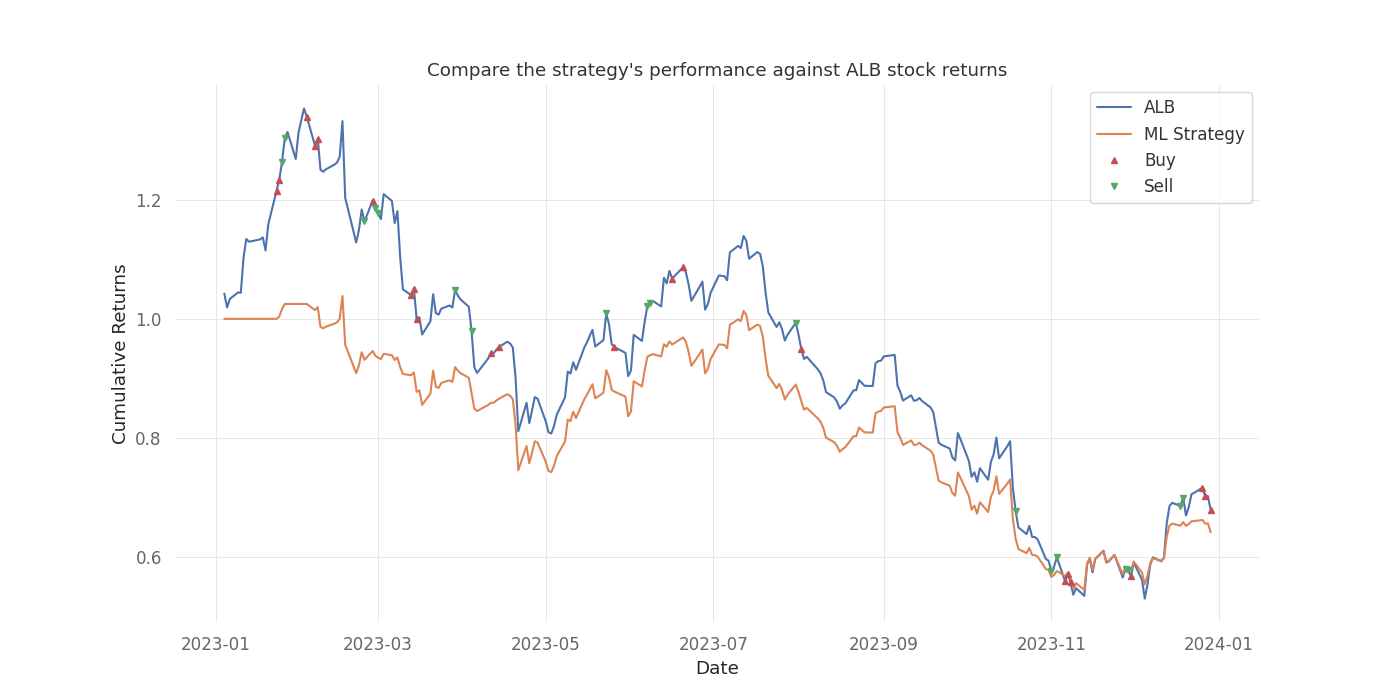 Compare the strategy's performance against ALB stock returns
ALB
ML Strategy
Buy
Sell
Cumulative Returns
1.2
1.0
0.8
0.6
2023-01 2023-03 2023-05 2023-07 2023-09 2023-11 2024-01
Date